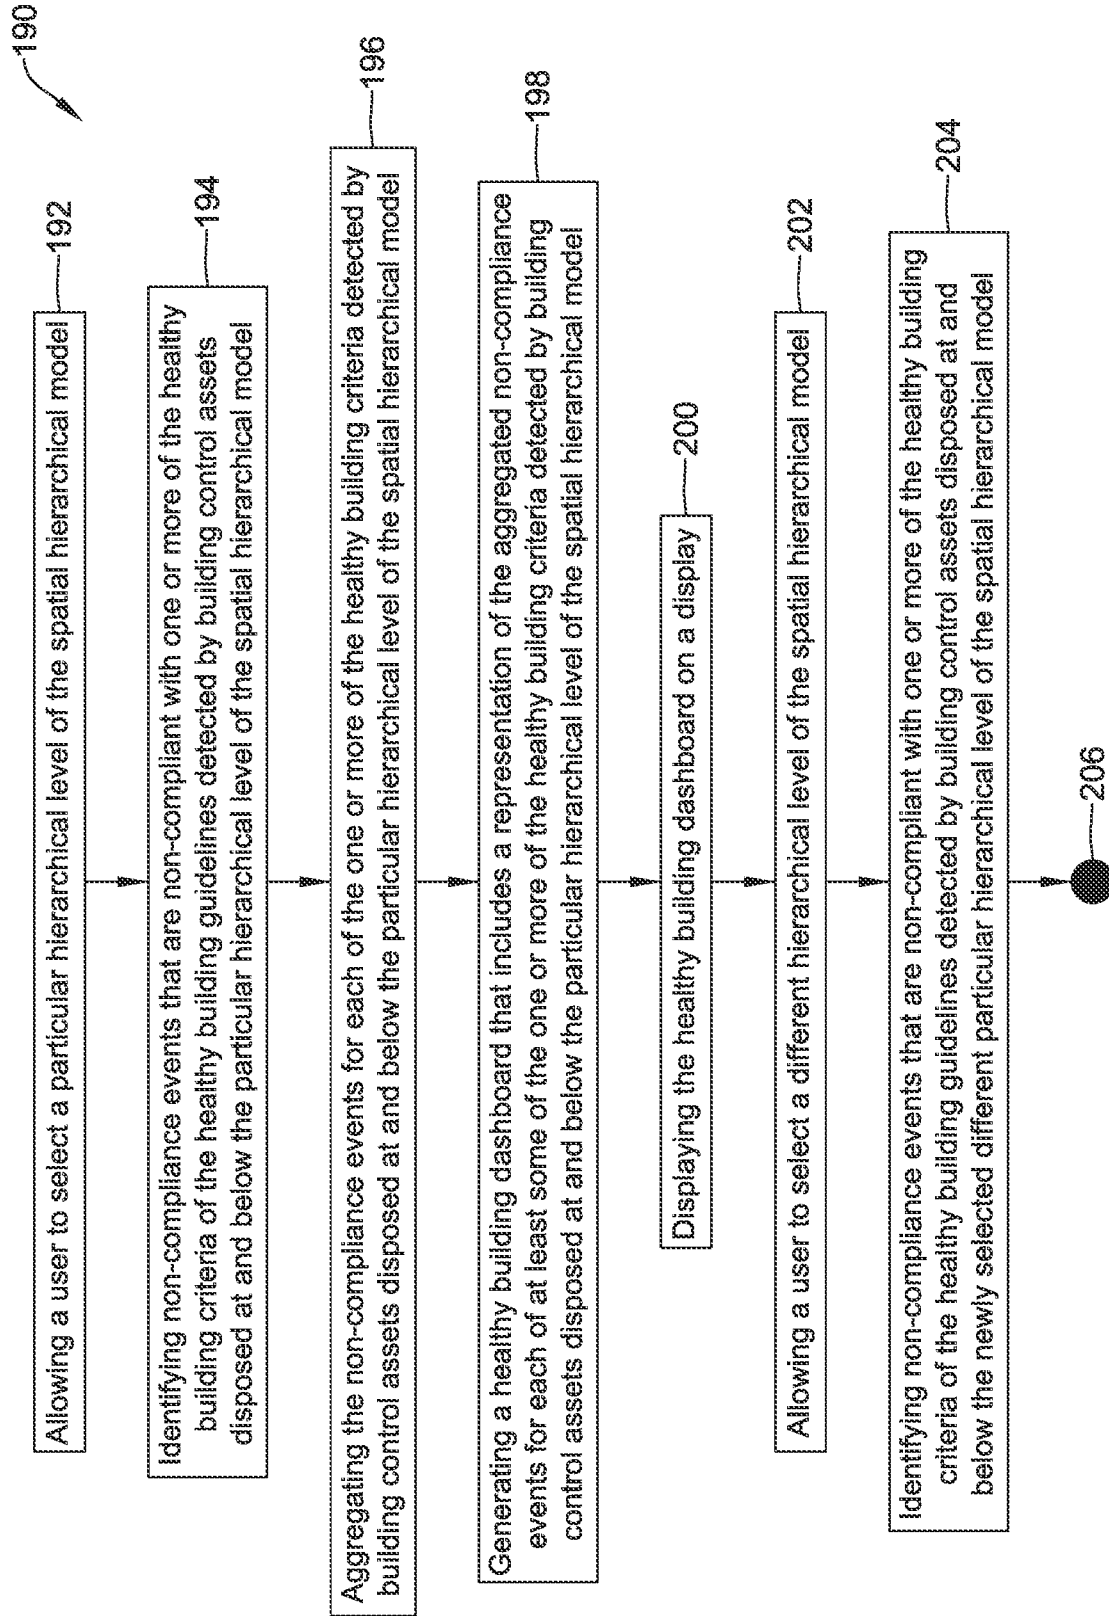 190
Allowing a user to select a particular hierarchical level of the spatial hierarchical model
192
Identifying non-compliance events that are non-compliant with one or more of the healthy
building criteria of the healthy building guidelines detected by building control assets
disposed at and below the particular hierarchical level of the spatial hierarchical model
194
Aggregating the non-compliance events for each of the one or more of the healthy building criteria detected by
building control assets disposed at and below the particular hierarchical level of the spatial hierarchical model
196
Generating a healthy building dashboard that includes a representation of the aggregated non-compliance
events for each of at least some of the one or more of the healthy building criteria detected by building
control assets disposed at and below the particular hierarchical level of the spatial hierarchical model
198
Displaying the healthy building dashboard on a display
200
Allowing a user to select a different hierarchical level of the spatial hierarchical model
202
Identifying non-compliance events that are non-compliant with one or more of the healthy building
criteria of the healthy building guidelines detected by building control assets disposed at and
below the newly selected different particular hierarchical level of the spatial hierarchical model
204
206